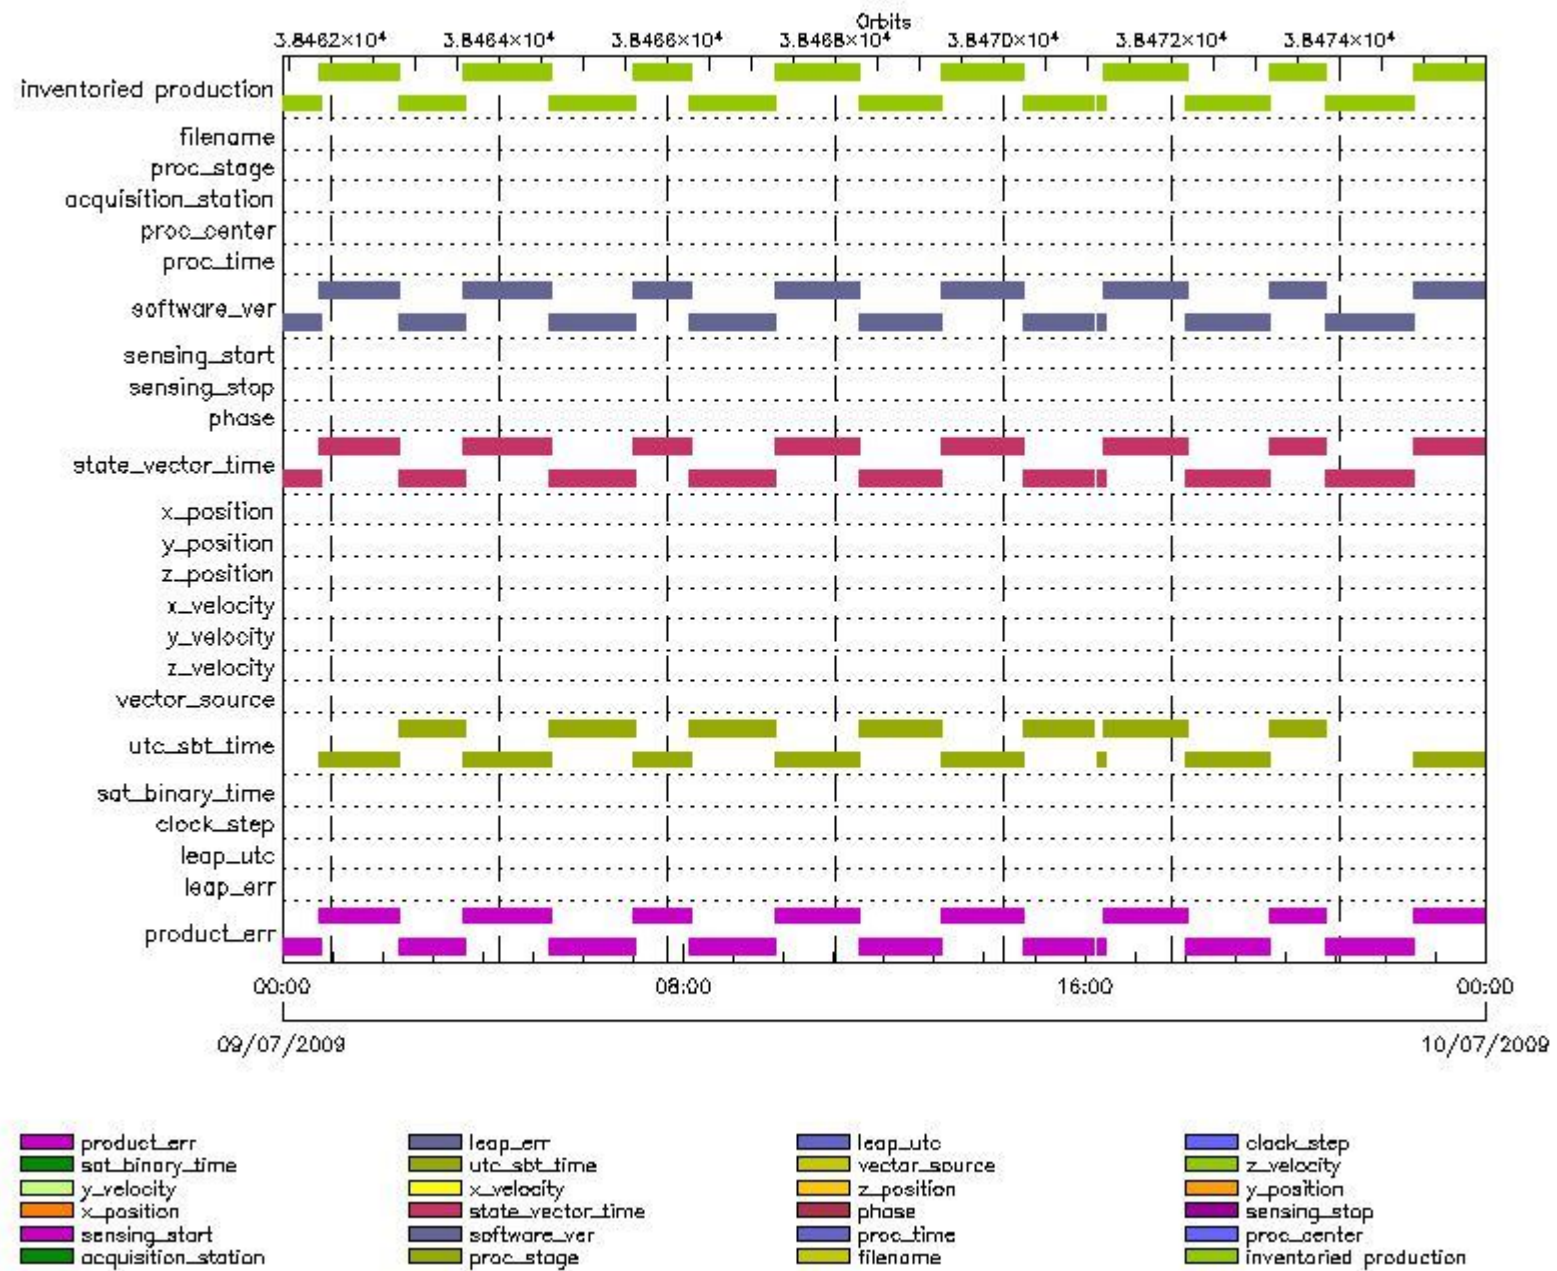 Orbits
3.8462×10⁴ 3.8464×10⁴ 3.8466×10⁴ 3.8468×10⁴ 3.8470×10⁴ 3.8472×10⁴ 3.8474×10⁴
inventoried production
filename
proc_stage
acquisition_station
proc_center
proc_time
software_ver
sensing_start
sensing_stop
phase
state_vector_time
x_position
y_position
z_position
x_velocity
y_velocity
z_velocity
vector_source
utc_sbt_time
sat_binary_time
clock_step
leap_utc
leap_err
product_err
00:00 08:00 16:00 00:00
09/07/2009 10/07/2009
product_err leap_err leap_utc clock_step
sat_binary_time utc_sbt_time vector_source z_velocity
y_velocity x_velocity z_position y_position
x_position state_vector_time phase sensing_stop
sensing_start software_ver proc_time proc_center
acquisition_station proc_stage filename inventoried production